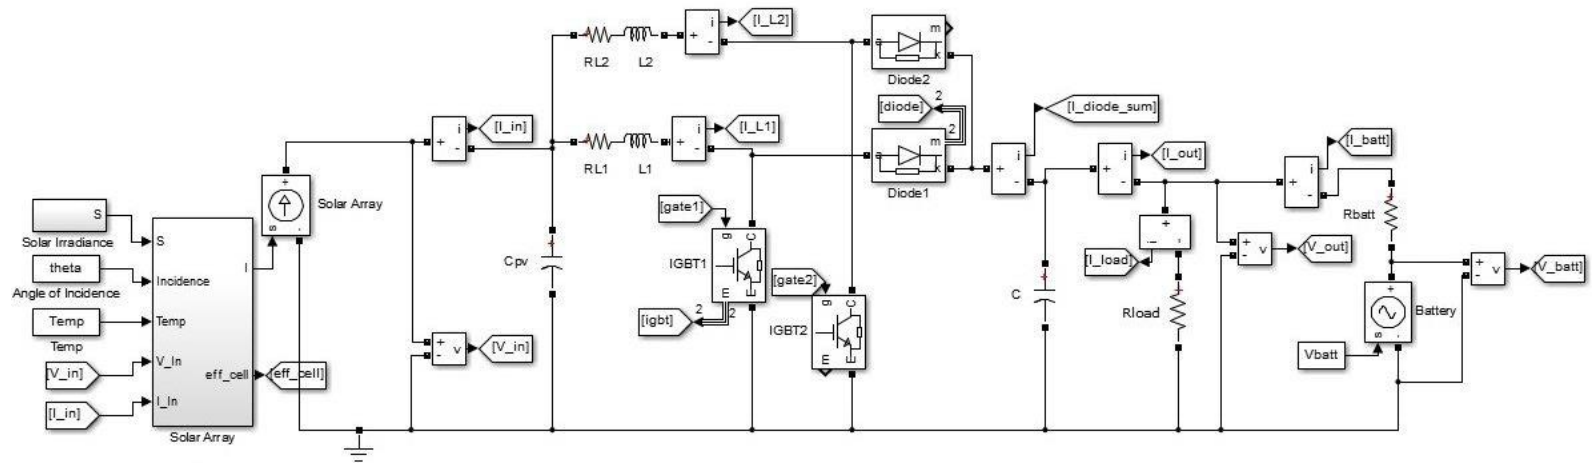 [I_L2]
i
+
-
RL2
L2
m
a
k
Diode2
2
[diode]
[I_in]
i
+
-
[I_L1]
i
+
-
RL1
L1
2
m
a
k
Diode1
[I_diode_sum]
i
+
-
[I_out]
i
+
-
[I_batt]
i
+
-
Solar Array
+
s
-
S
Solar Irradiance
theta
Angle of Incidence
Temp
Temp
[V_in]
[I_in]
S
Incidence
Temp
V_In
I_In
I
eff_cell
[eff_cell]
Solar Array
+
-
v
[V_in]
+
Cpv
[gate1]
g
C
IGBT1
m
E
[igbt]
2
2
[gate2]
g
C
IGBT2
m
E
+
C
+
i
-
[I_load]
+
Rload
+
-
v
[V_out]
+
Rbatt
+
s
-
Battery
Vbatt
+
-
v
[V_batt]